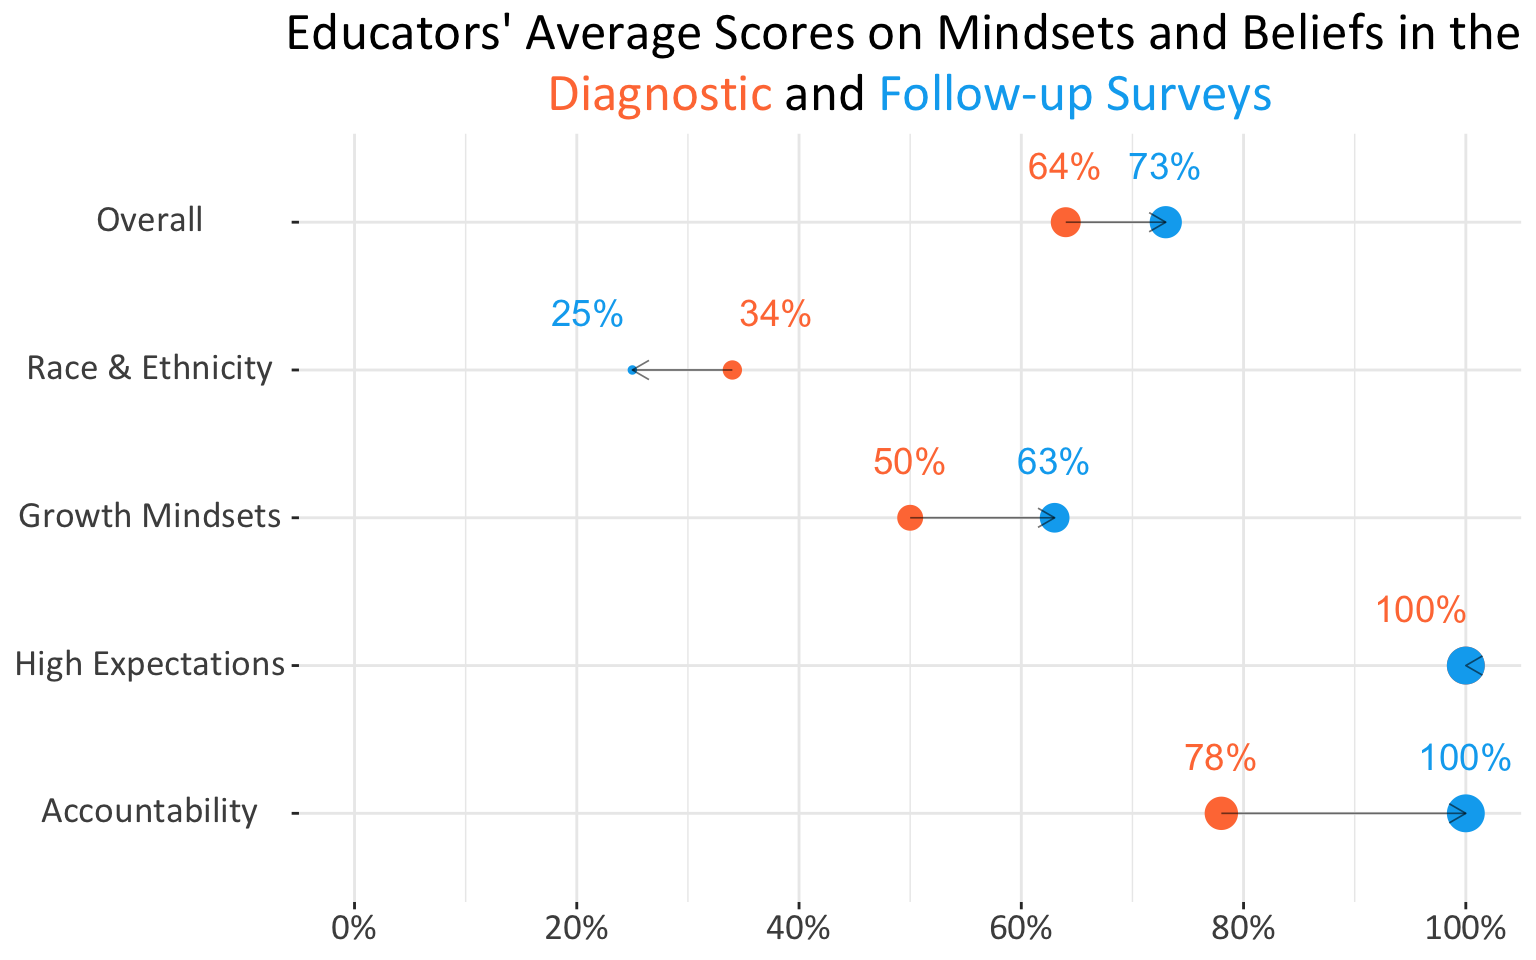 Educators' Average Scores on Mindsets and Beliefs in the
Diagnostic and Follow-up Surveys
64% 73%
Overall
25% 34%
Race & Ethnicity
50% 63%
Growth Mindsets
100%
High Expectations
78% 100%
Accountability
0% 20% 40% 60% 80% 100%